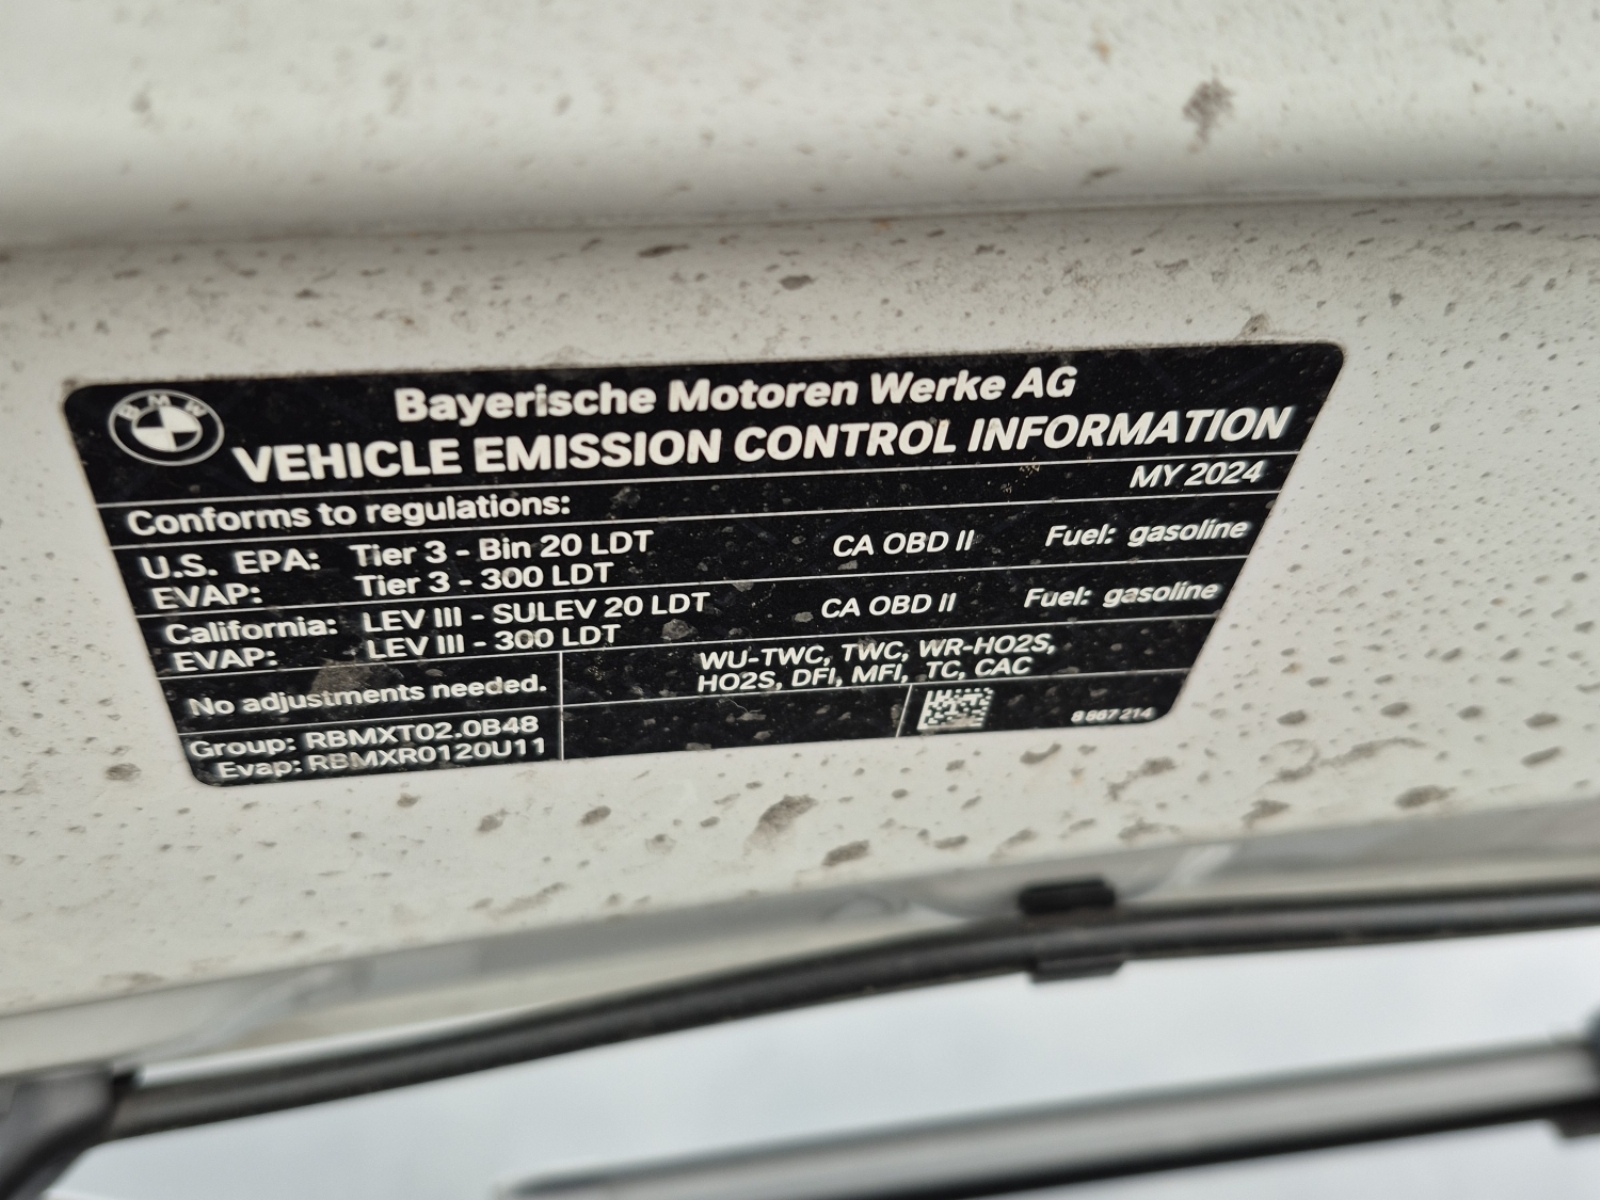 BMW
Bayerische Motoren Werke AG
VEHICLE EMISSION CONTROL INFORMATION
MY 2024
Conforms to regulations:
U.S. EPA: Tier 3 - Bin 20 LDT CA OBD II Fuel: gasoline
EVAP: Tier 3 - 300 LDT
California: LEV III - SULEV 20 LDT CA OBD II Fuel: gasoline
EVAP: LEV III - 300 LDT
No adjustments needed.
WU-TWC, TWC, WR-HO2S,
HO2S, DFI, MFI, TC, CAC
Group: RBMXT02.0B48
Evap: RBMXR0120U11
8 667 214